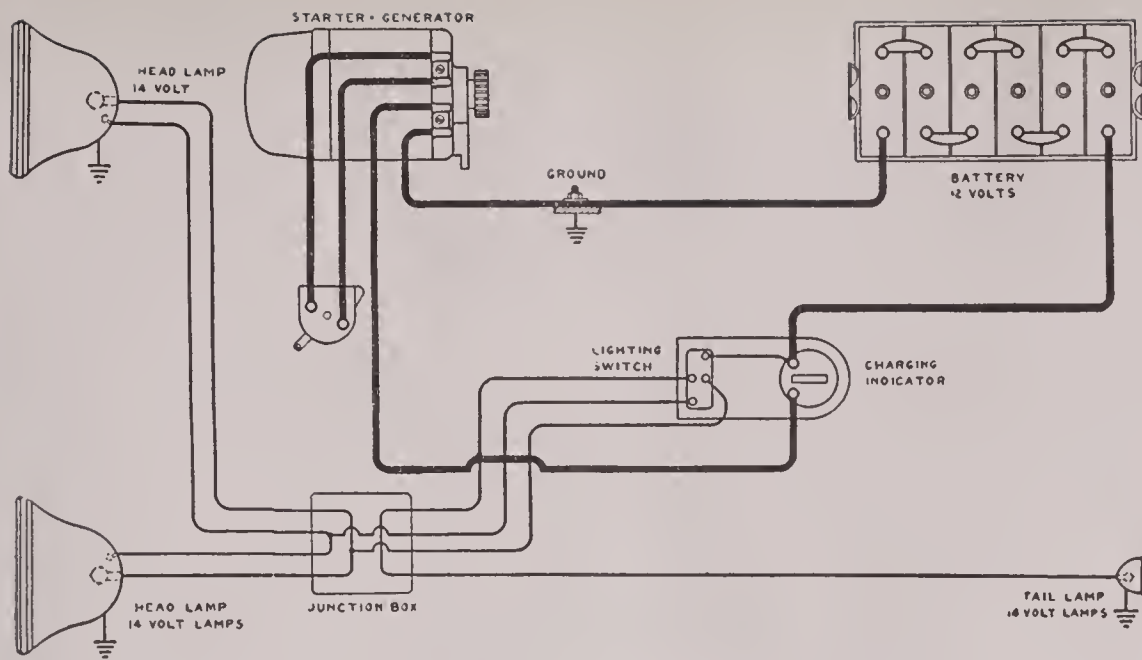 STARTER - GENERATOR
HEAD LAMP
14 VOLT
GROUND
BATTERY
12 VOLTS
LIGHTING
SWITCH
CHARGING
INDICATOR
JUNCTION BOX
HEAD LAMP
14 VOLT LAMPS
TAIL LAMP
14 VOLT LAMPS